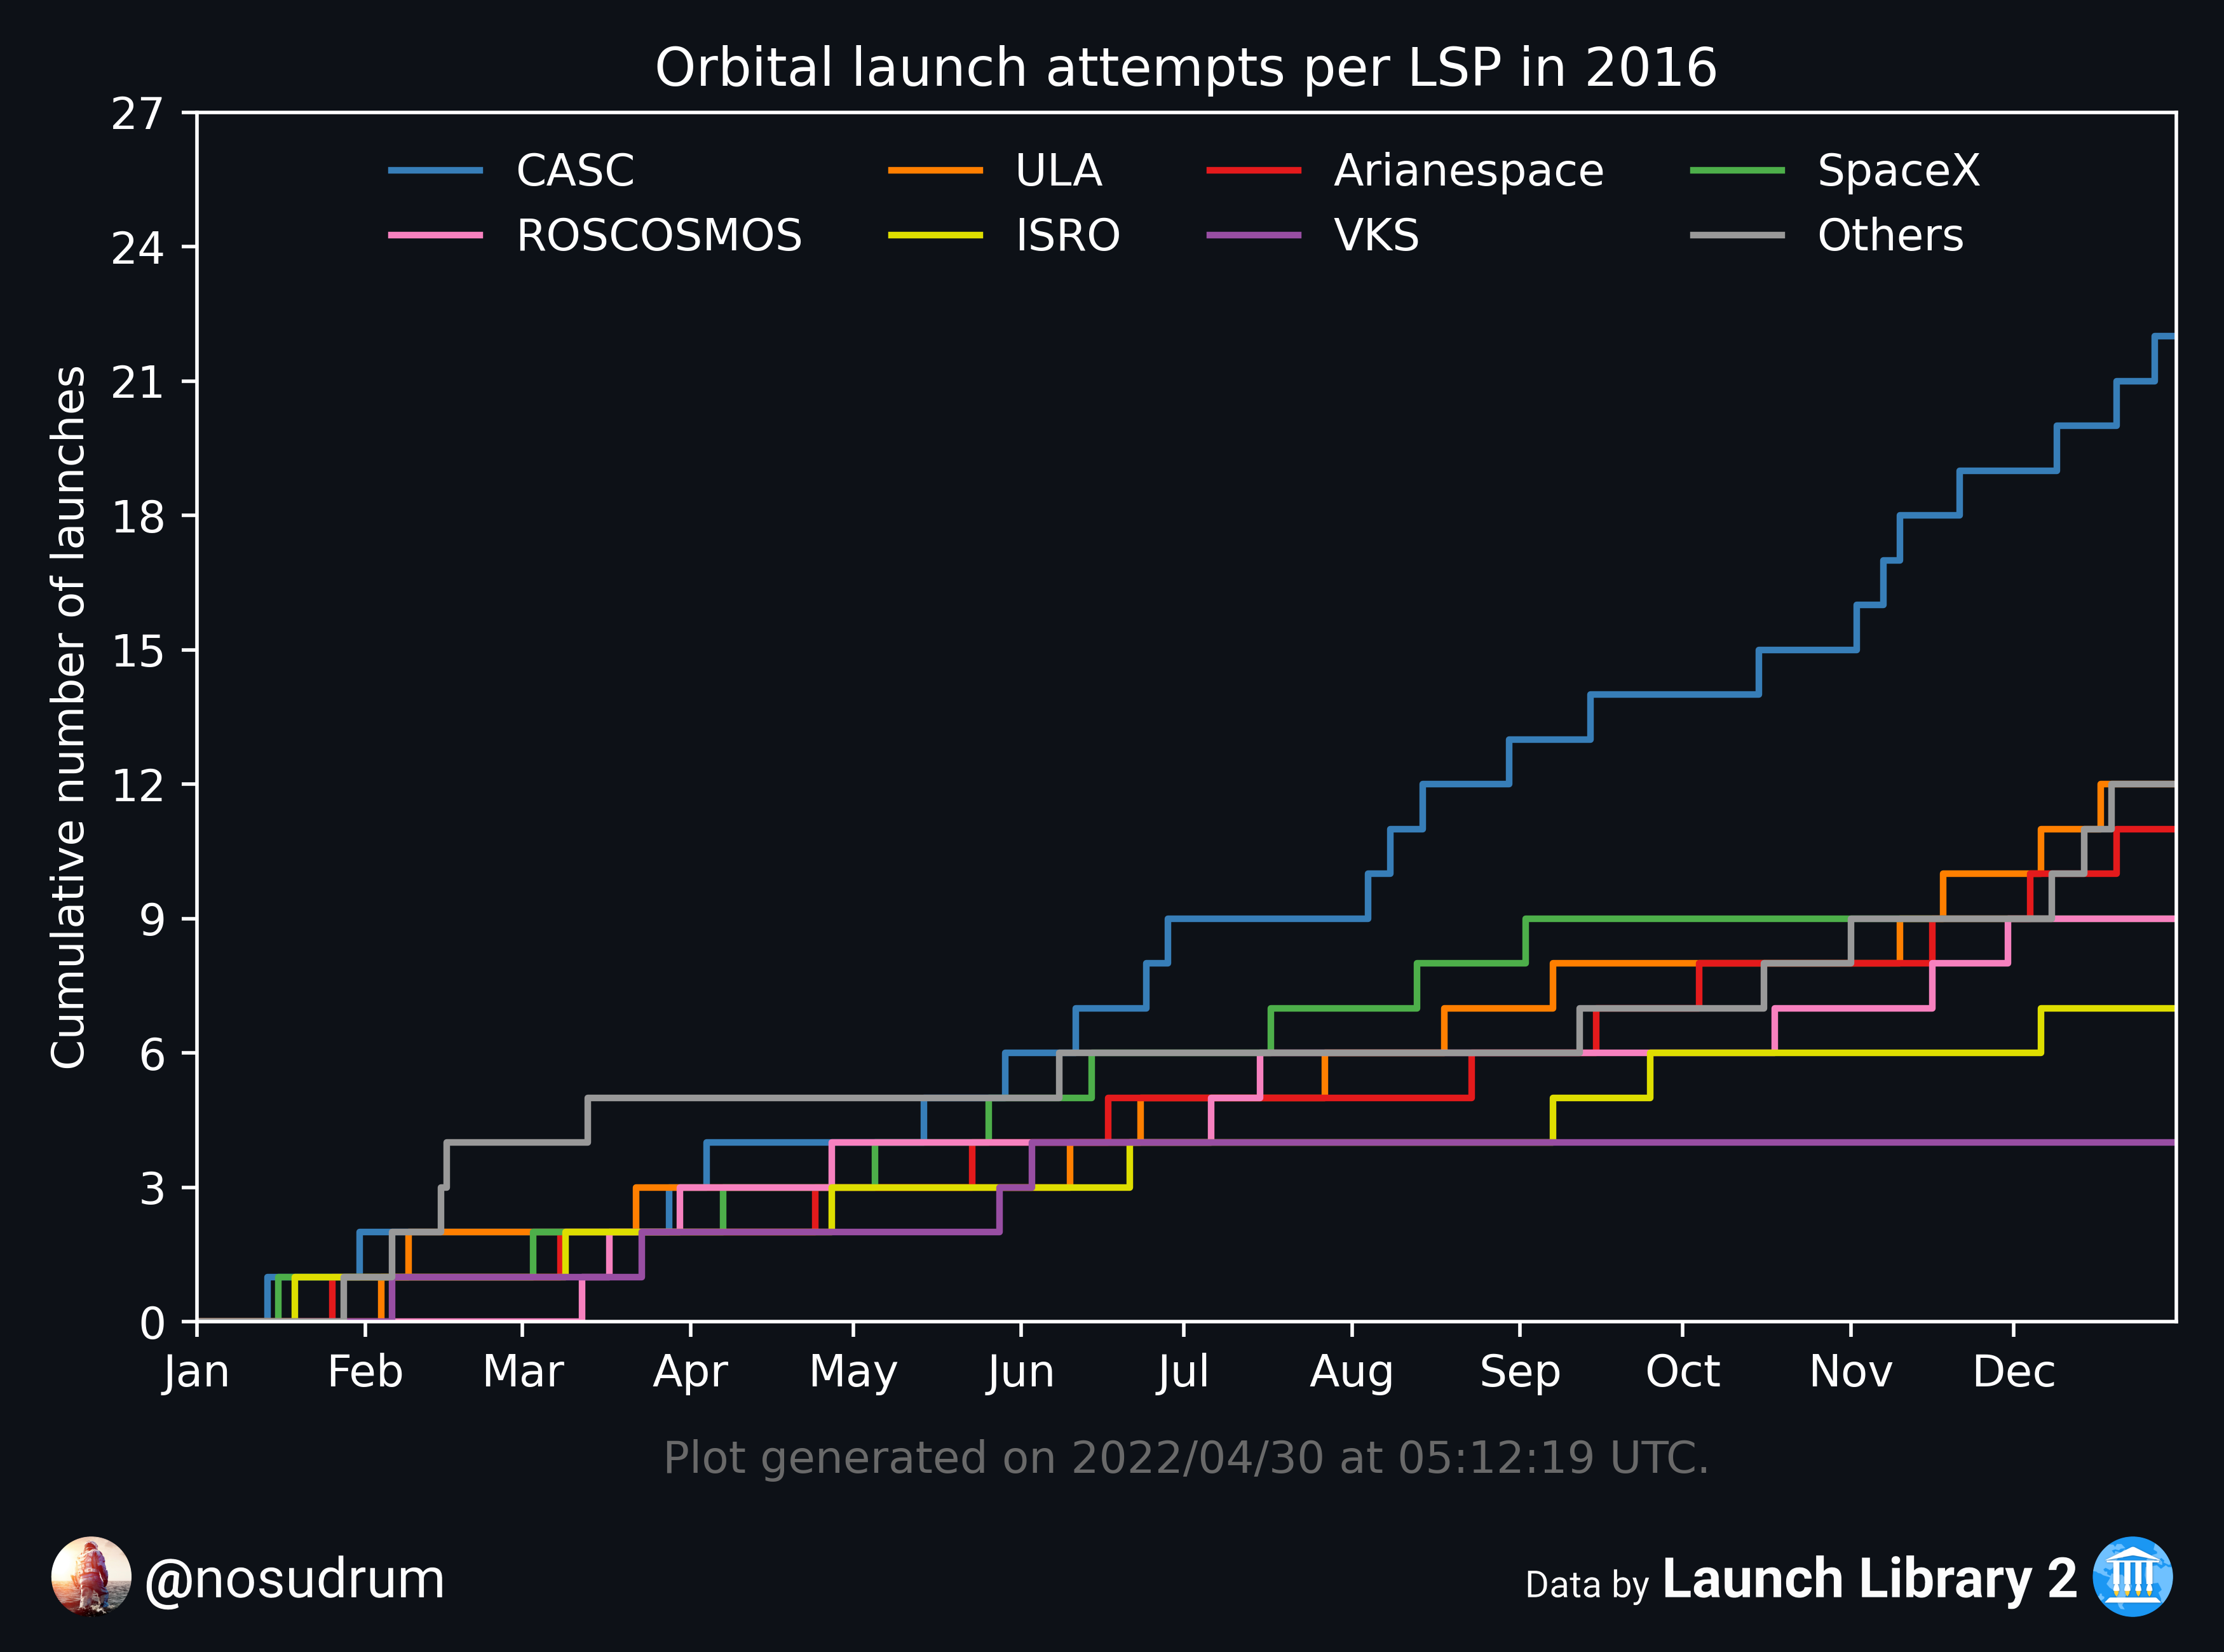 Orbital launch attempts per LSP in 2016
27
24
21
18
15
12
9
6
3
0
Cumulative number of launches
CASC ULA Arianespace SpaceX
ROSCOSMOS ISRO VKS Others
Jan Feb Mar Apr May Jun Jul Aug Sep Oct Nov Dec
Plot generated on 2022/04/30 at 05:12:19 UTC.
@nosudrum
Data by Launch Library 2